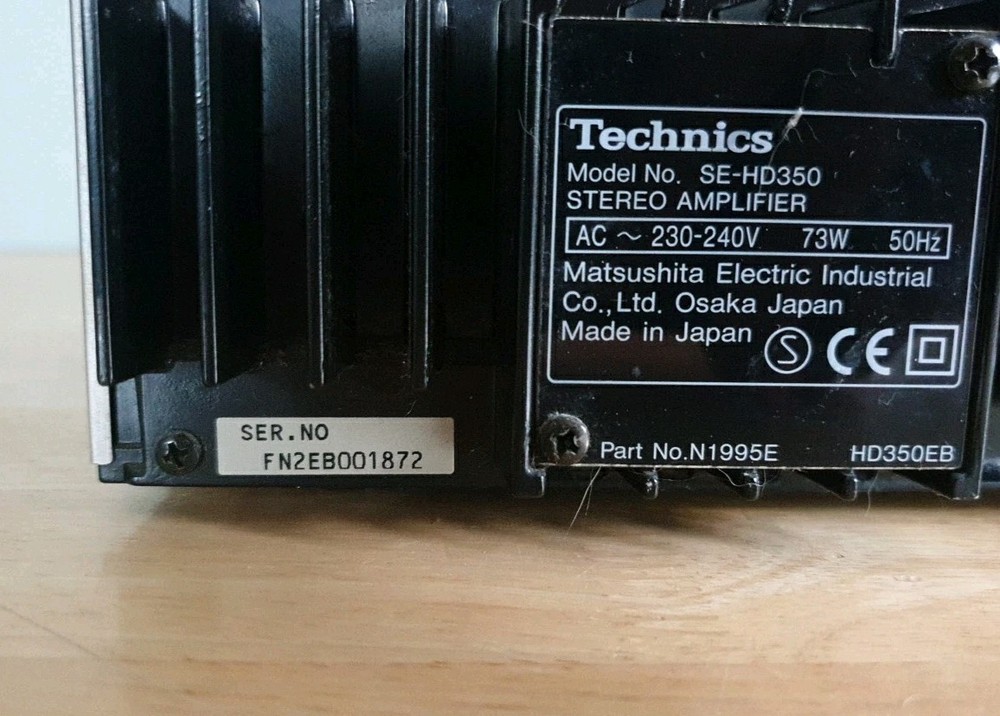 Technics
Model No. SE-HD350
STEREO AMPLIFIER
AC ~ 230-240V 73W 50Hz
Matsushita Electric Industrial
Co.,Ltd. Osaka Japan
Made in Japan S CE
Part No.N1995E HD350EB
SER.NO
FN2EB001872